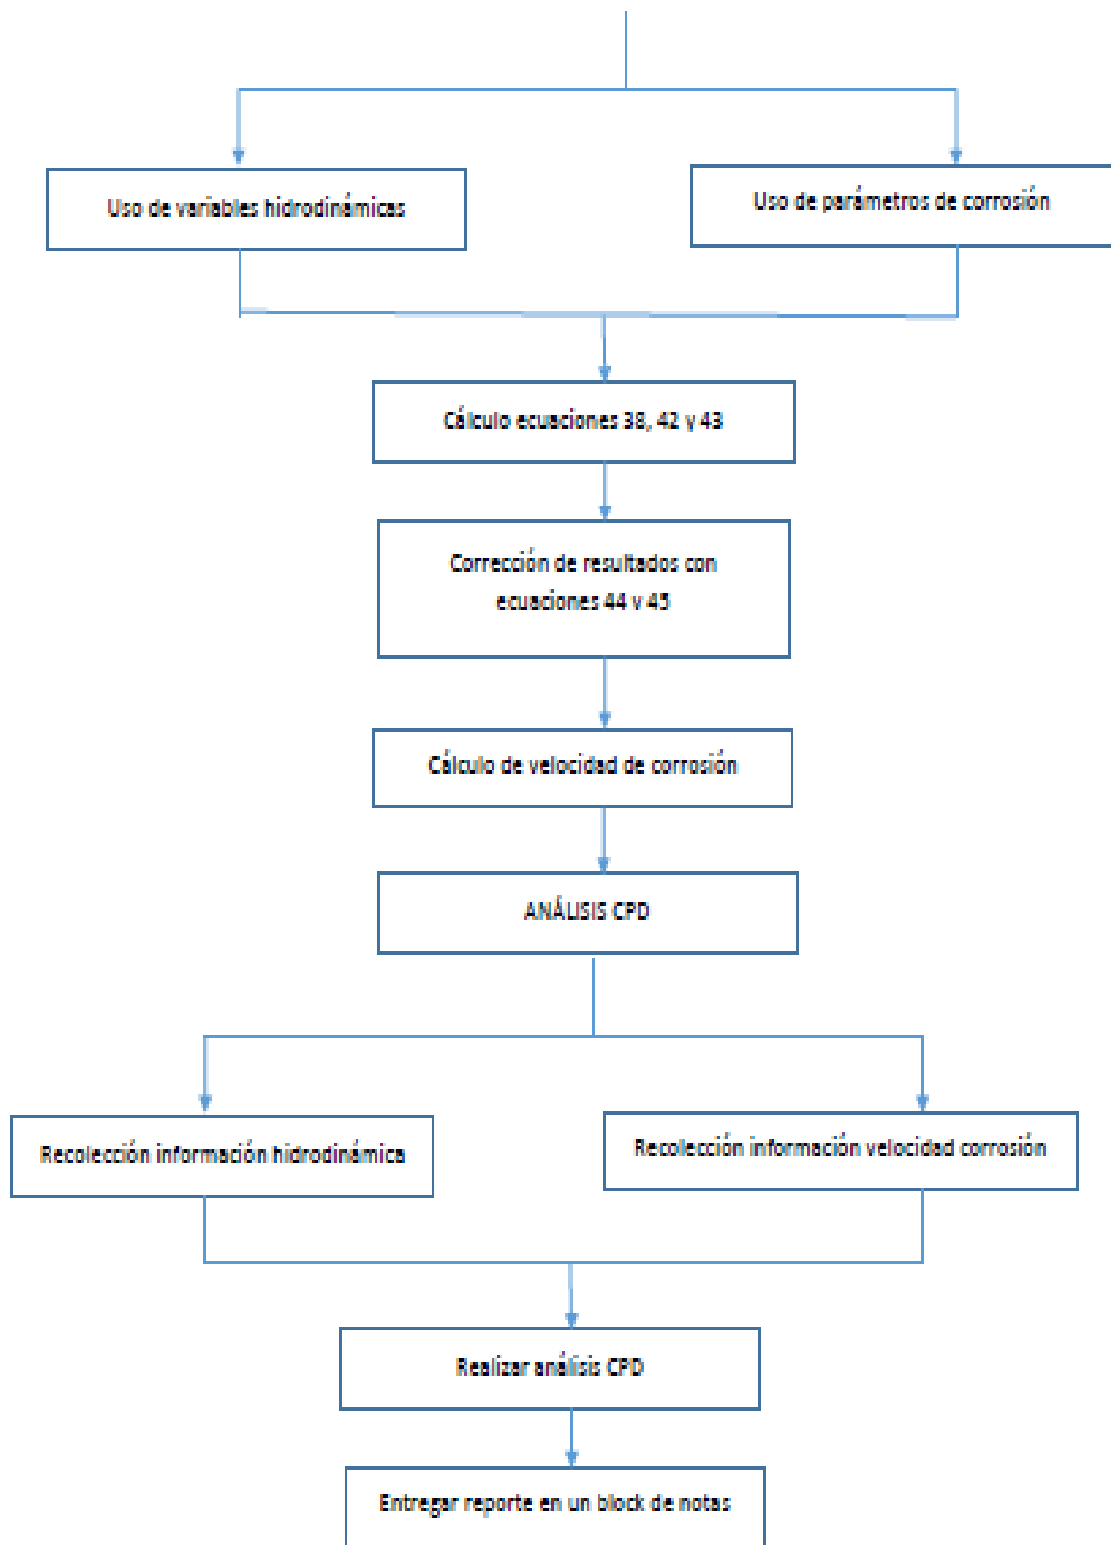 Uso de variables hidrodinámicas
Uso de parámetros de corrosión
Cálculo ecuaciones 38, 42 y 43
Corrección de resultados con
ecuaciones 44 y 45
Cálculo de velocidad de corrosión
ANÁLISIS CPD
Recolección información hidrodinámica
Recolección información velocidad corrosión
Realizar análisis CPD
Entregar reporte en un block de notas